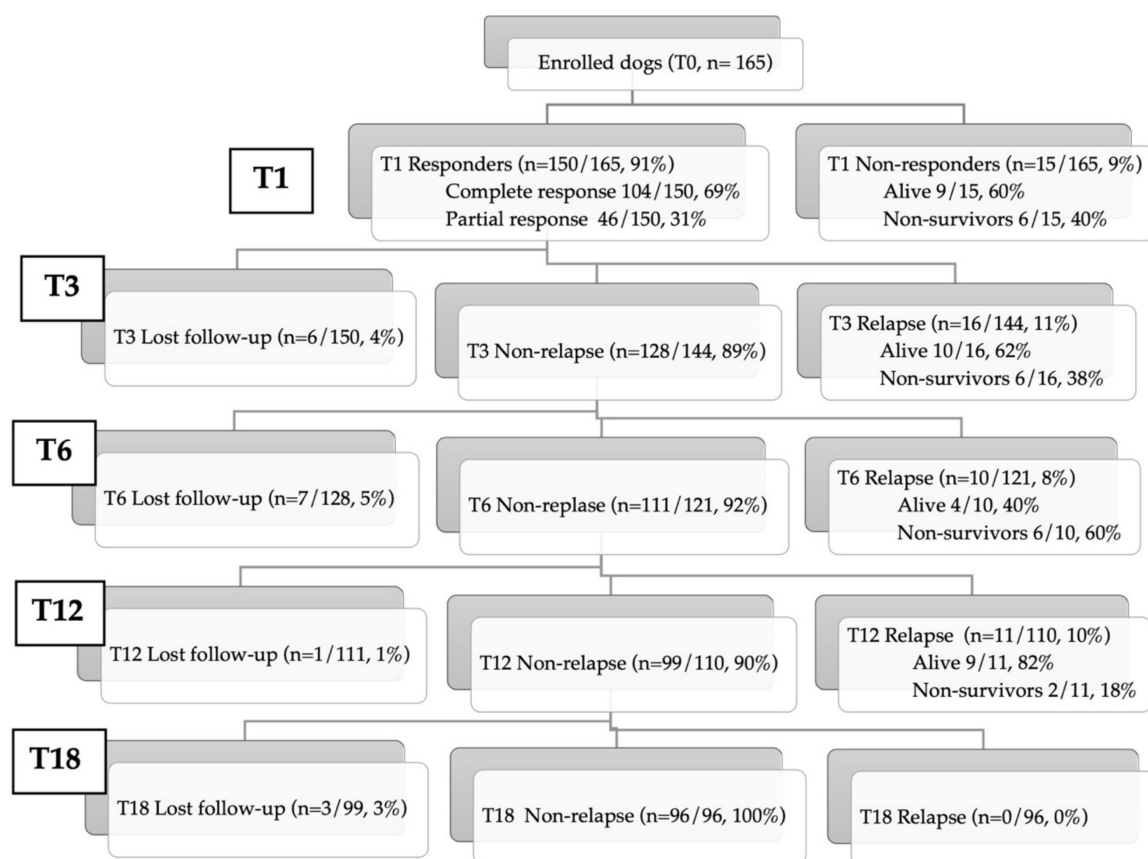 Enrolled dogs (T0, n= 165)
T1
T1 Responders (n=150/165, 91%)
Complete response 104/150, 69%
Partial response 46/150, 31%
T1 Non-responders (n=15/165, 9%)
Alive 9/15, 60%
Non-survivors 6/15, 40%
T3
T3 Lost follow-up (n=6/150, 4%)
T3 Non-relapse (n=128/144, 89%)
T3 Relapse (n=16/144, 11%)
Alive 10/16, 62%
Non-survivors 6/16, 38%
T6
T6 Lost follow-up (n=7/128, 5%)
T6 Non-replase (n=111/121, 92%)
T6 Relapse (n=10/121, 8%)
Alive 4/10, 40%
Non-survivors 6/10, 60%
T12
T12 Lost follow-up (n=1/111, 1%)
T12 Non-relapse (n=99/110, 90%)
T12 Relapse (n=11/110, 10%)
Alive 9/11, 82%
Non-survivors 2/11, 18%
T18
T18 Lost follow-up (n=3/99, 3%)
T18 Non-relapse (n=96/96, 100%)
T18 Relapse (n=0/96, 0%)